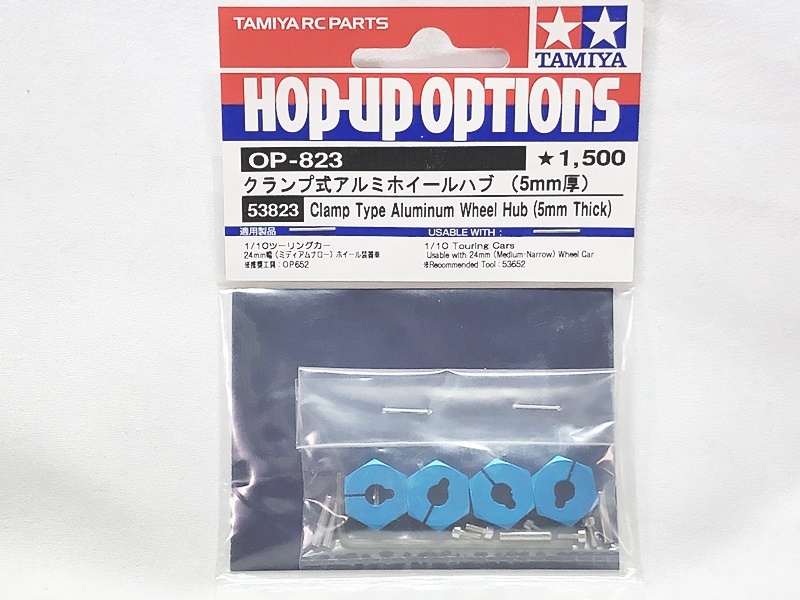 TAMIYA RC PARTS
TAMIYA
HOP-UP OPTIONS
OP-823
★1,500
クランプ式アルミホイールハブ (5mm厚)
53823 Clamp Type Aluminum Wheel Hub (5mm Thick)
適用製品
USABLE WITH :
1/10ツーリングカー
24mm幅 (ミディアムナロー) ホイール装着車
※推奨工具 : OP652
1/10 Touring Cars
Usable with 24mm (Medium-Narrow) Wheel Car
※Recommended Tool : 53652